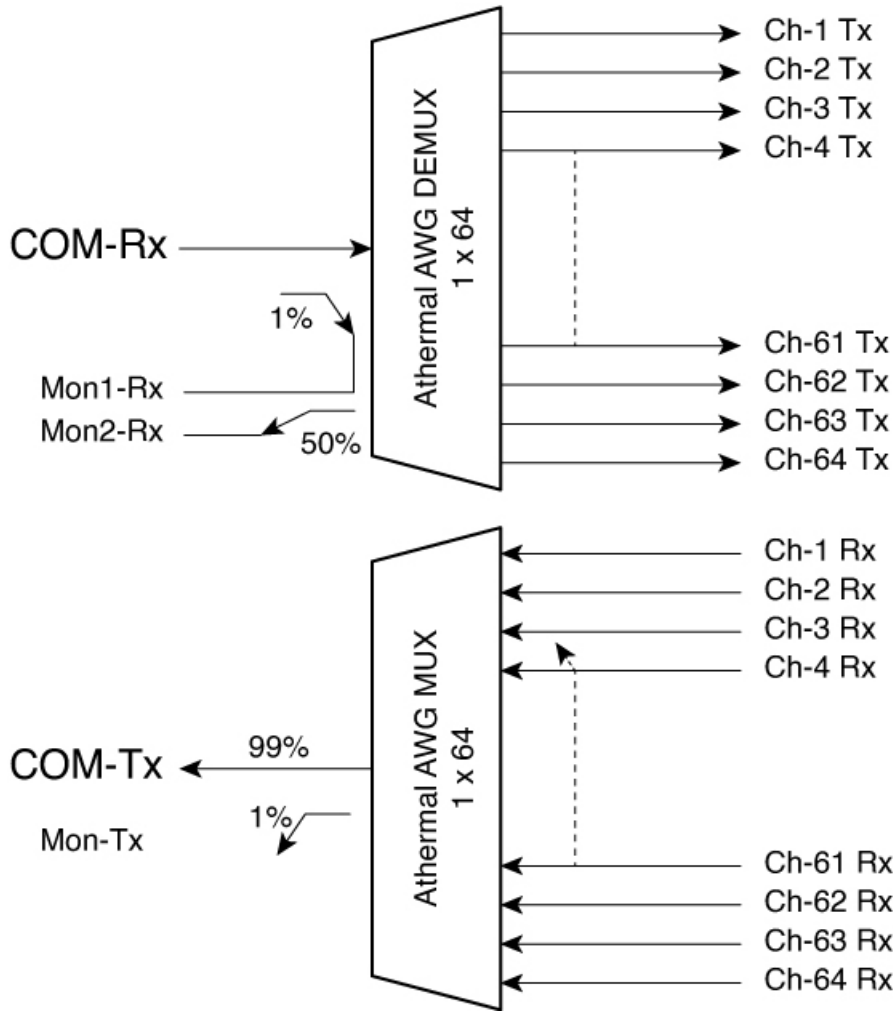 Ch-1 Tx
Ch-2 Tx
Ch-3 Tx
Ch-4 Tx
Athermal AWG DEMUX
1 x 64
COM-Rx
1%
Mon1-Rx
Mon2-Rx
50%
Ch-61 Tx
Ch-62 Tx
Ch-63 Tx
Ch-64 Tx
Ch-1 Rx
Ch-2 Rx
Ch-3 Rx
Ch-4 Rx
Athermal AWG MUX
1 x 64
COM-Tx
99%
1%
Mon-Tx
Ch-61 Rx
Ch-62 Rx
Ch-63 Rx
Ch-64 Rx